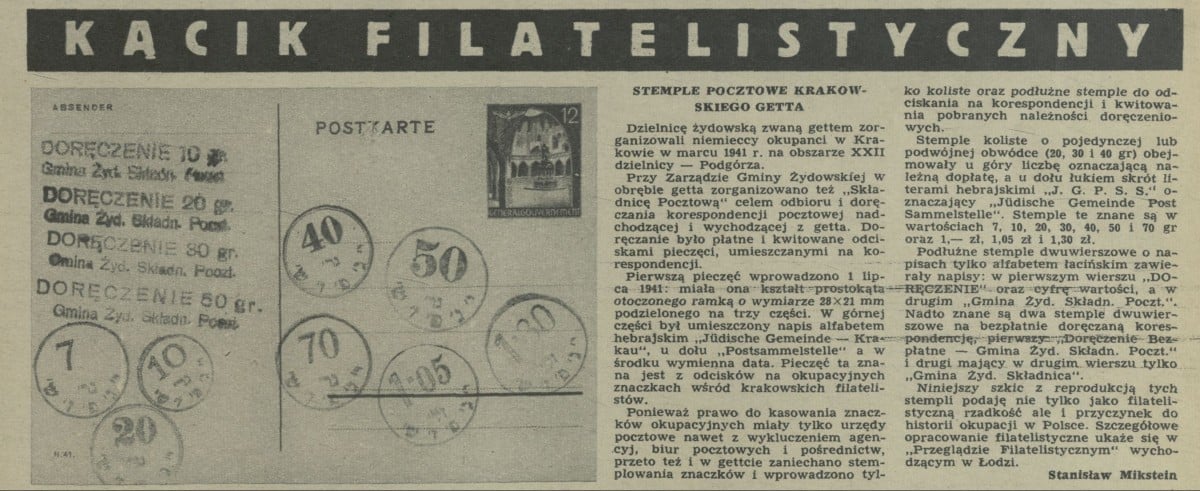 KĄCIK FILATELISTYCZNY
ABSENDER
POSTKARTE
12
GENERALGOUVERNEMENT
DORĘCZENIE 10 gr.
Gmina Żyd. Składn. Poczt.
DORĘCZENIE 20 gr.
Gmina Żyd. Składn. Poczt.
DORĘCZENIE 30 gr.
Gmina Żyd. Składn. Poczt.
DORĘCZENIE 50 gr.
Gmina Żyd. Składn. Poczt.
40
50
7
10
70
1·05
1·30
20
N.41.
STEMPLE POCZTOWE KRAKOW-
SKIEGO GETTA
Dzielnicę żydowską zwaną gettem zor-
ganizowali niemieccy okupanci w Kra-
kowie w marcu 1941 r. na obszarze XXII
dzielnicy — Podgórza.
Przy Zarządzie Gminy Żydowskiej w
obrębie getta zorganizowano też „Skła-
dnicę Pocztową" celem odbioru i dorę-
czania korespondencji pocztowej nad-
chodzącej i wychodzącej z getta. Do-
ręczanie było płatne i kwitowane odci-
skami pieczęci, umieszczanymi na ko-
respondencji.
Pierwszą pieczęć wprowadzono 1 lip-
ca 1941: miała ona kształt prostokąta
otoczonego ramką o wymiarze 28×21 mm
podzielonego na trzy części. W górnej
części był umieszczony napis alfabetem
hebrajskim „Jüdische Gemeinde — Kra-
kau", u dołu „Postsammelstelle" a w
środku wymienna data. Pieczęć ta zna-
na jest z odcisków na okupacyjnych
znaczkach wśród krakowskich filateli-
stów.
Ponieważ prawo do kasowania znacz-
ków okupacyjnych miały tylko urzędy
pocztowe nawet z wykluczeniem agen-
cyj, biur pocztowych i pośrednictw,
przeto też i w gettcie zaniechano stem-
plowania znaczków i wprowadzono tyl-
ko koliste oraz podłużne stemple do od-
ciskania na korespondencji i kwitowa-
nia pobranych należności doręczenio-
wych.
Stemple koliste o pojedynczej lub
podwójnej obwódce (20, 30 i 40 gr) obej-
mowały u góry liczbę oznaczającą na-
leżną dopłatę, a u dołu łukiem skrót li-
terami hebrajskimi „J. G. P. S. S." o-
znaczający „Jüdische Gemeinde Post
Sammelstelle". Stemple te znane są w
wartościach 7, 10, 20, 30, 40, 50 i 70 gr
oraz 1,— zł, 1,05 zł i 1,30 zł.
Podłużne stemple dwuwierszowe o na-
pisach tylko alfabetem łacińskim zawie-
rały napisy: w pierwszym wierszu „DO-
RĘCZENIE" oraz cyfrę wartości, a w
drugim „Gmina Żyd. Składn. Poczt.".
Nadto znane są dwa stemple dwuwier-
szowe na bezpłatnie doręczaną kores-
pondencję, pierwszy „Doręczenie Bez-
płatne — Gmina Żyd. Składn. Poczt."
i drugi mający w drugim wierszu tylko
„Gmina Żyd. Składnica".
Niniejszy szkic z reprodukcją tych
stempli podaję nie tylko jako filateli-
styczną rzadkość ale i przyczynek do
historii okupacji w Polsce. Szczegółowe
opracowanie filatelistyczne ukaże się w
„Przeglądzie Filatelistycznym" wycho-
dzącym w Łodzi.
Stanisław Mikstein